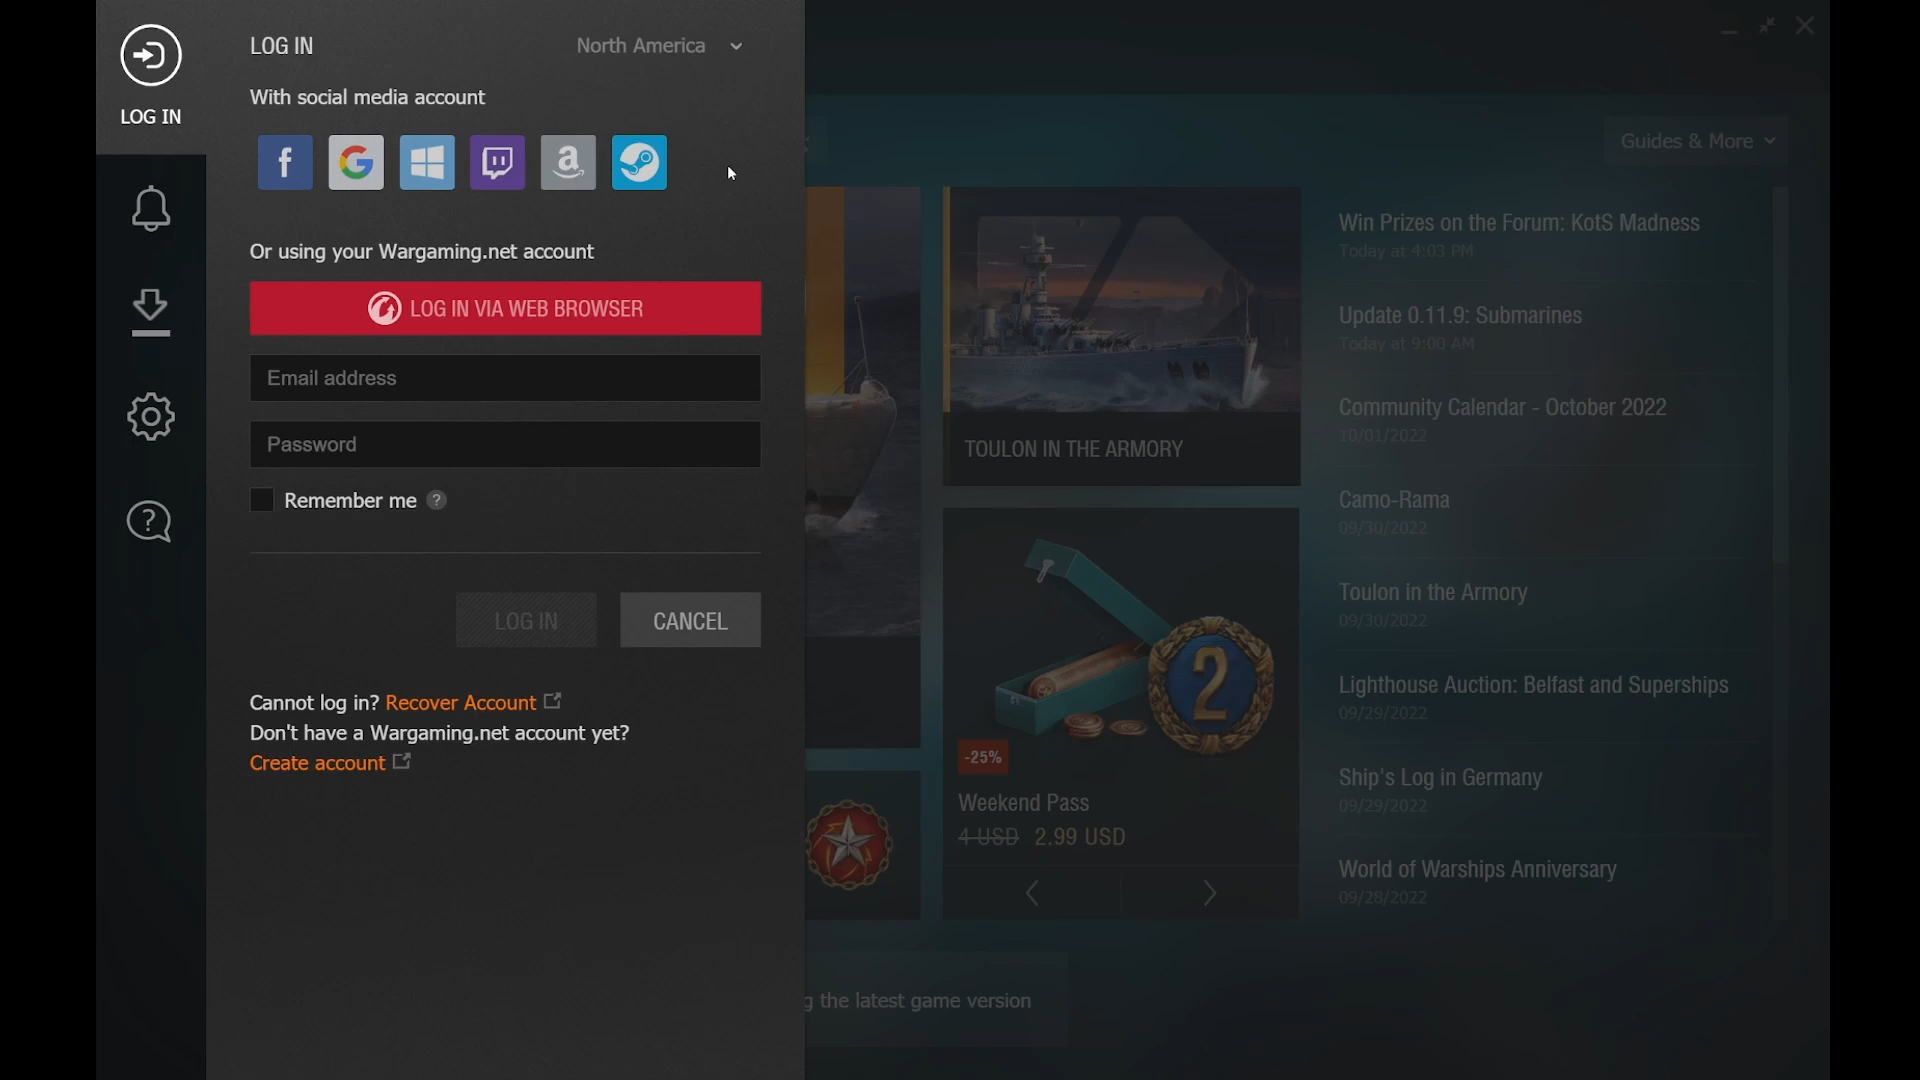 LOG IN
North America
LOG IN
With social media account
Or using your Wargaming.net account
LOG IN VIA WEB BROWSER
Email address
Password
Remember me ?
LOG IN
CANCEL
Cannot log in? Recover Account
Don't have a Wargaming.net account yet?
Create account
Guides & More
TOULON IN THE ARMORY
2
-25%
Weekend Pass
4 USD 2.99 USD
Win Prizes on the Forum: KotS Madness
Today at 4:03 PM
Update 0.11.9: Submarines
Today at 9:00 AM
Community Calendar - October 2022
10/01/2022
Camo-Rama
09/30/2022
Toulon in the Armory
09/30/2022
Lighthouse Auction: Belfast and Superships
09/29/2022
Ship's Log in Germany
09/29/2022
World of Warships Anniversary
09/28/2022
the latest game version